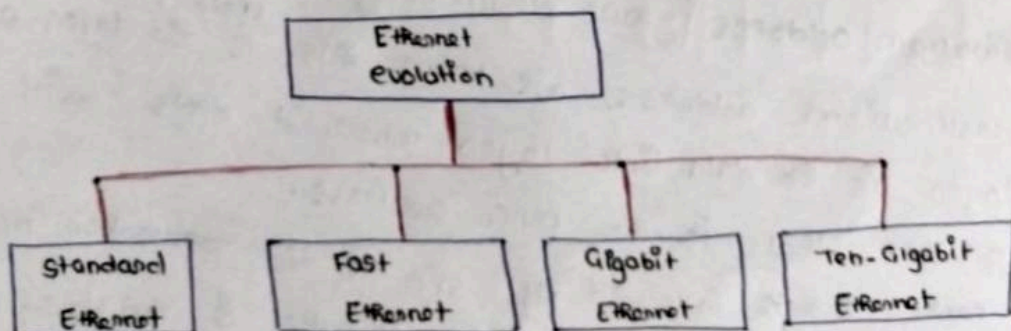 Ethernet
evolution
Standard
Ethernet
Fast
Ethernet
Gigabit
Ethernet
Ten-Gigabit
Ethernet